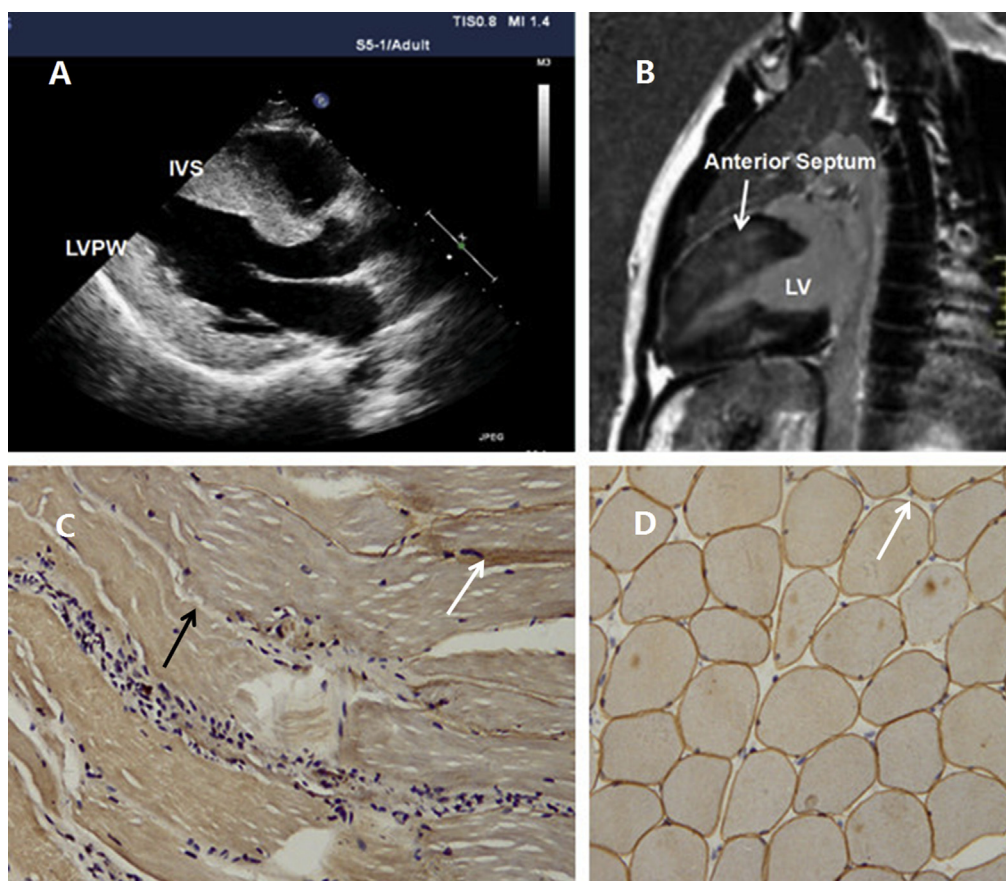 TIS0.8 MI 1.4
S5-1/Adult
A
M3
IVS
LVPW
JPEG
B
Anterior Septum
LV
C
D